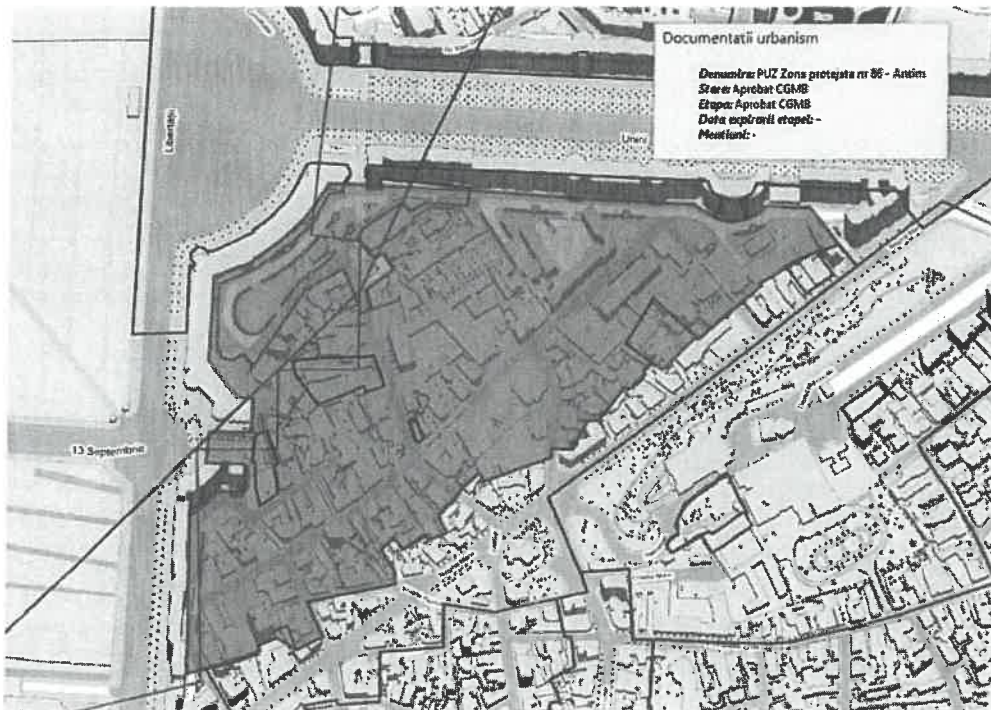 Documentatii urbanism
Denumire: PUZ Zona protejata nr 86 - Antim
Stare: Aprobat CGMB
Etapa: Aprobat CGMB
Data expirarii etapei: -
Mentiuni: -
Libertatii
Unirii
13 Septembrie